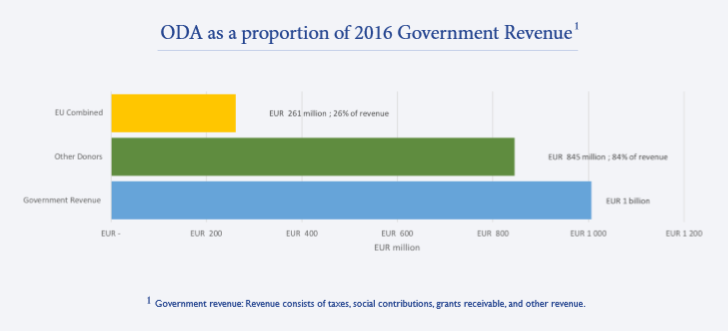 ODA as a proportion of 2016 Government Revenue¹
EU Combined
EUR 261 million ; 26% of revenue
Other Donors
EUR 845 million ; 84% of revenue
Government Revenue
EUR 1 billion
EUR - EUR 200 EUR 400 EUR 600 EUR 800 EUR 1 000 EUR 1 200
EUR million
¹ Government revenue: Revenue consists of taxes, social contributions, grants receivable, and other revenue.